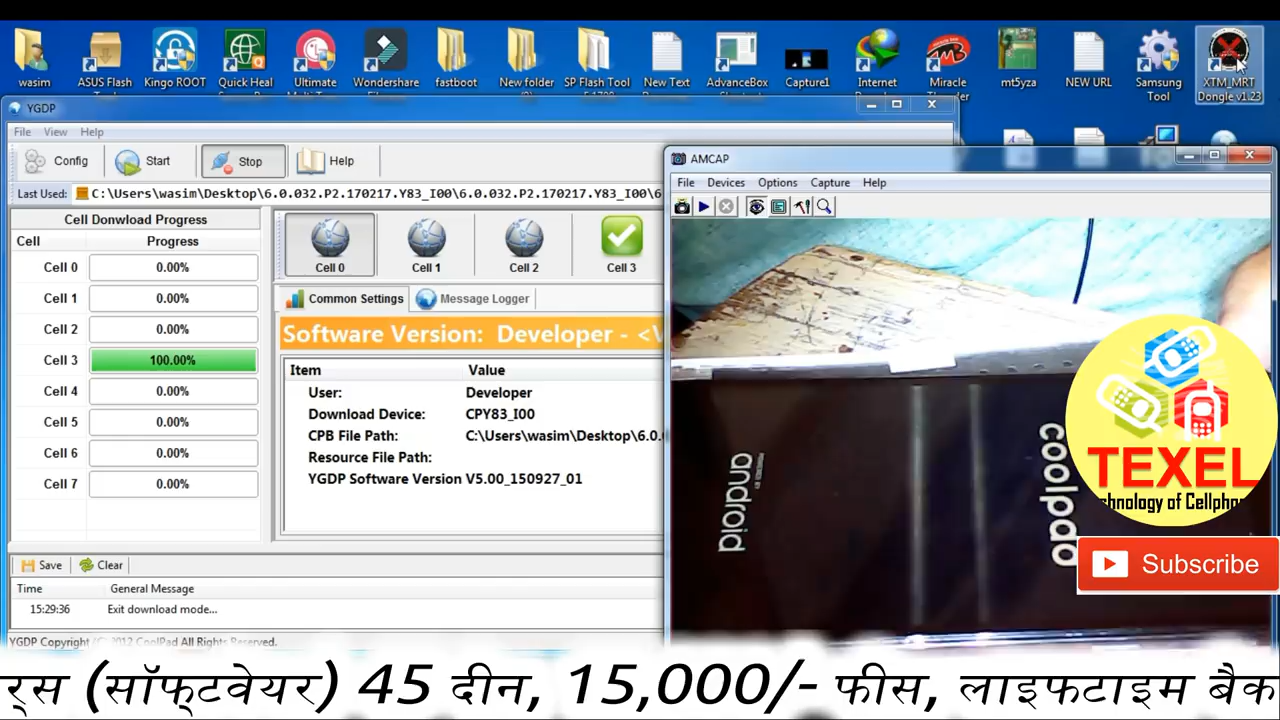 wasim
ASUS Flash
Kingo ROOT
Quick Heal
Ultimate
Wondershare
fastboot
New folder
SP Flash Tool
New Text
AdvanceBox
Capture1
Internet
Miracle
mt5yza
NEW URL
Samsung Tool
XTM_MRT Dongle v1.23
YGDP
File View Help
Config Start Stop Help
Last Used: C:\Users\wasim\Desktop\6.0.032.P2.170217.Y83_I00\6.0.032.P2.170217.Y83_I00\6
Cell Donwload Progress
Cell Progress
Cell 0 0.00%
Cell 1 0.00%
Cell 2 0.00%
Cell 3 100.00%
Cell 4 0.00%
Cell 5 0.00%
Cell 6 0.00%
Cell 7 0.00%
Cell 0 Cell 1 Cell 2 Cell 3
Common Settings Message Logger
Software Version: Developer - <V
Item Value
User: Developer
Download Device: CPY83_I00
CPB File Path: C:\Users\wasim\Desktop\6.0.
Resource File Path:
YGDP Software Version V5.00_150927_01
Save Clear
Time General Message
15:29:36 Exit download mode...
YGDP Copyright (C) 2012 CoolPad All Rights Reserved.
AMCAP
File Devices Options Capture Help
POWERED BY
android
coolpad
TEXEL
hnology of Cellpho
Subscribe
र्स (सॉफ्टवेयर) 45 दीन, 15,000/- फीस, लाइफटाइम बैक